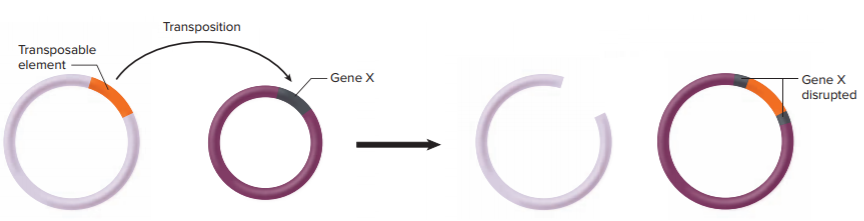 Transposition
Transposable
element
Gene X
Gene X
disrupted